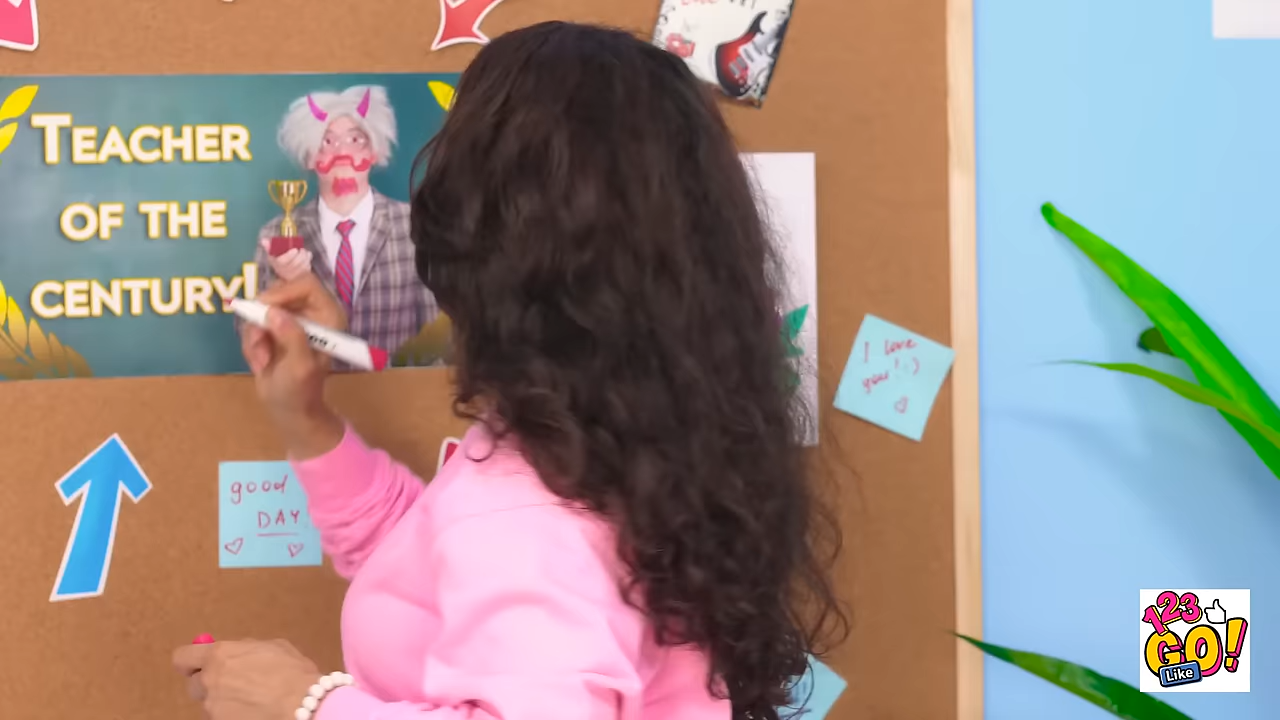 TEACHER
OF THE
CENTURY!
good
DAY
I love
you! :)
123
GO!
Like